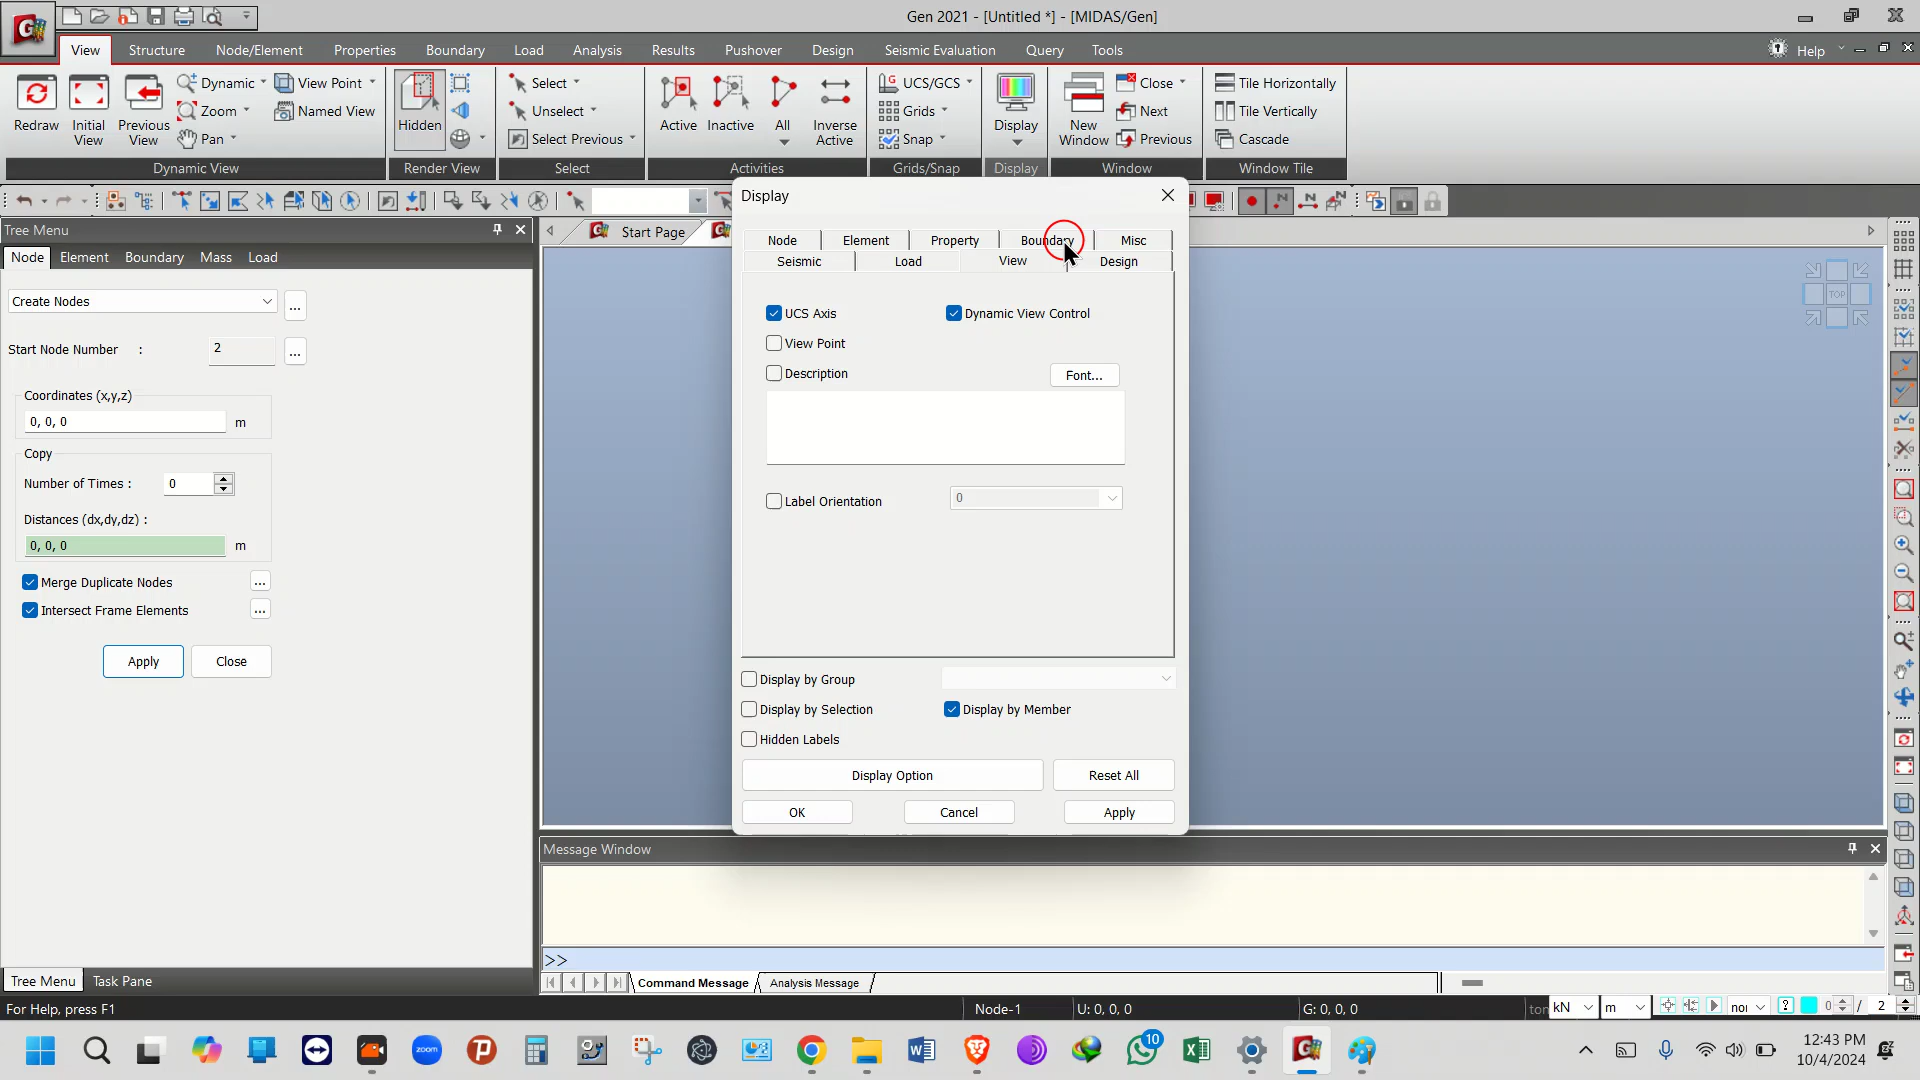 Gen 2021 - [Untitled *] - [MIDAS/Gen]
View Structure Node/Element Properties Boundary Load Analysis Results Pushover Design Seismic Evaluation Query Tools Help
Redraw
Initial View
Previous View
Dynamic
Zoom
Pan
View Point
Named View
Dynamic View
Hidden
Render View
Select
Unselect
Select Previous
Select
Active
Inactive
All
Inverse Active
Activities
UCS/GCS
Grids
Snap
Grids/Snap
Display
Display
New Window
Close
Next
Previous
Window
Tile Horizontally
Tile Vertically
Cascade
Window Tile
Tree Menu
Node Element Boundary Mass Load
Create Nodes
...
Start Node Number : 2 ...
Coordinates (x,y,z)
0, 0, 0 m
Copy
Number of Times : 0
Distances (dx,dy,dz) :
0, 0, 0 m
Merge Duplicate Nodes ...
Intersect Frame Elements ...
Apply Close
Tree Menu Task Pane
Start Page
TOP
Display
Node Element Property Boundary Misc
Seismic Load View Design
UCS Axis Dynamic View Control
View Point
Description Font...
Label Orientation 0
Display by Group
Display by Selection Display by Member
Hidden Labels
Display Option Reset All
OK Cancel Apply
Message Window
>>
Command Message Analysis Message
For Help, press F1 Node-1 U: 0, 0, 0 G: 0, 0, 0 ton kN m nor ? 0 / 2
zoom
10
12:43 PM
10/4/2024